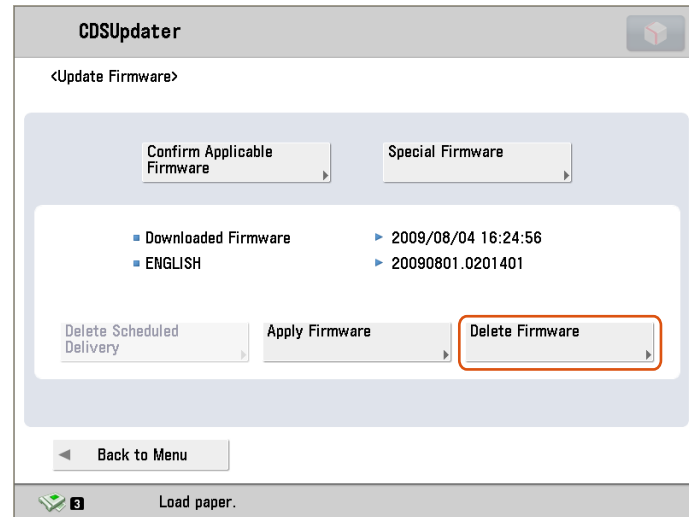 CDSUpdater
<Update Firmware>
Confirm Applicable
Firmware
Special Firmware
Downloaded Firmware 2009/08/04 16:24:56
ENGLISH 20090801.0201401
Delete Scheduled
Delivery
Apply Firmware
Delete Firmware
Back to Menu
3 Load paper.